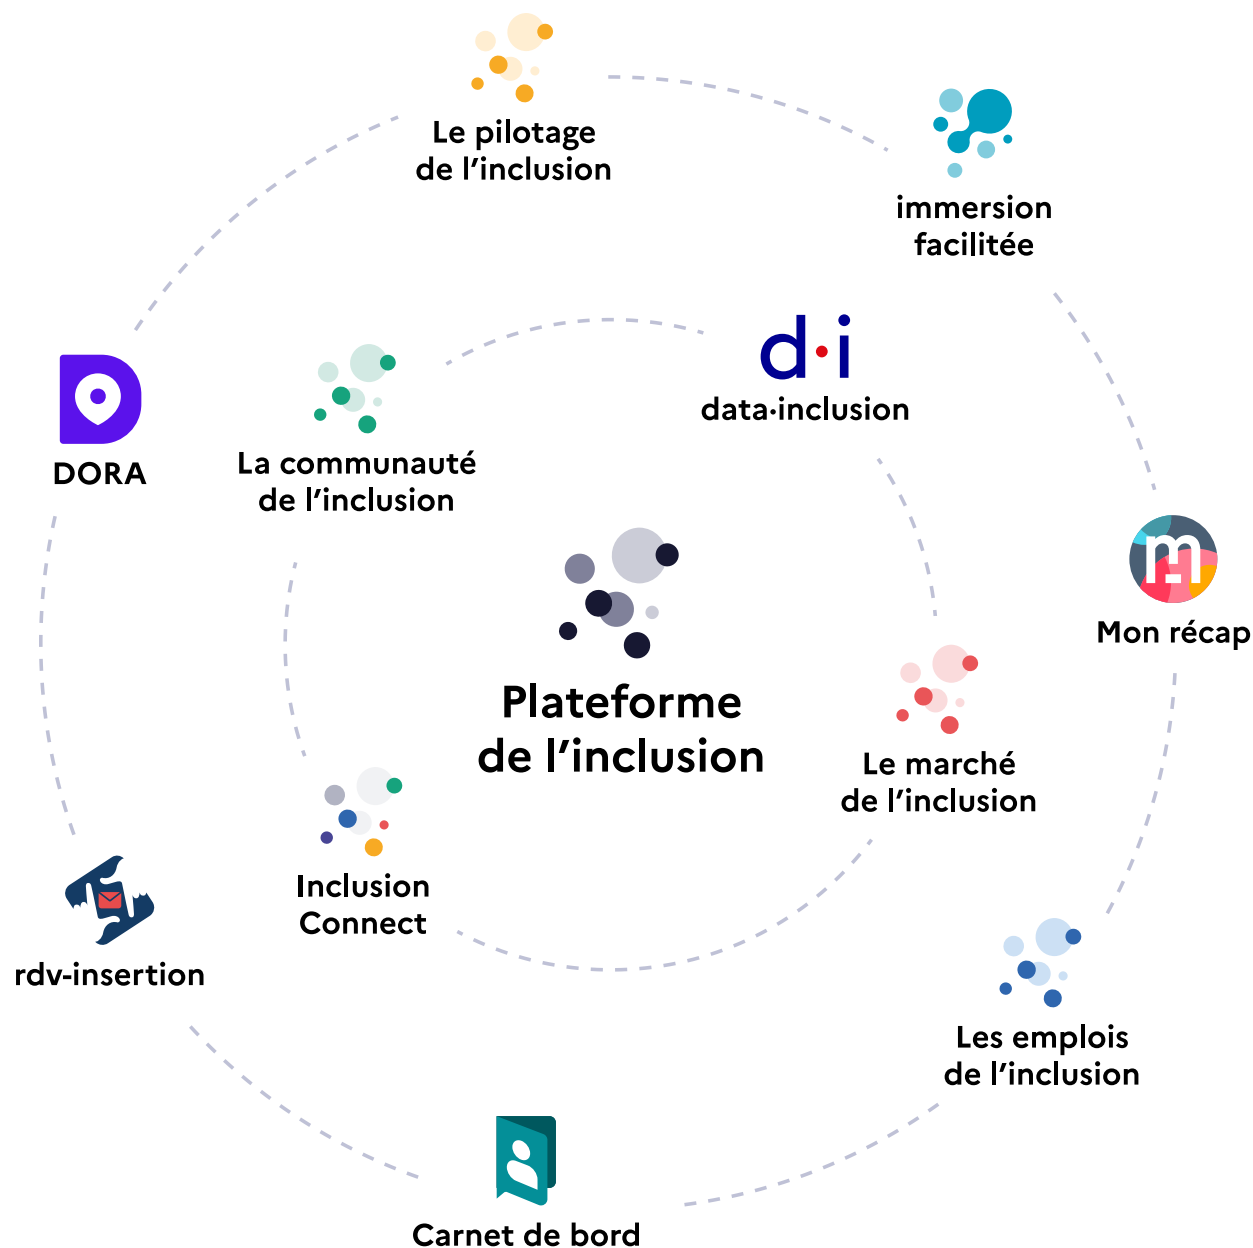 Le pilotage
de l'inclusion
immersion
facilitée
d·i
data·inclusion
La communauté
de l'inclusion
DORA
Plateforme
de l'inclusion
m
Mon récap
Le marché
de l'inclusion
Inclusion
Connect
rdv-insertion
Les emplois
de l'inclusion
Carnet de bord